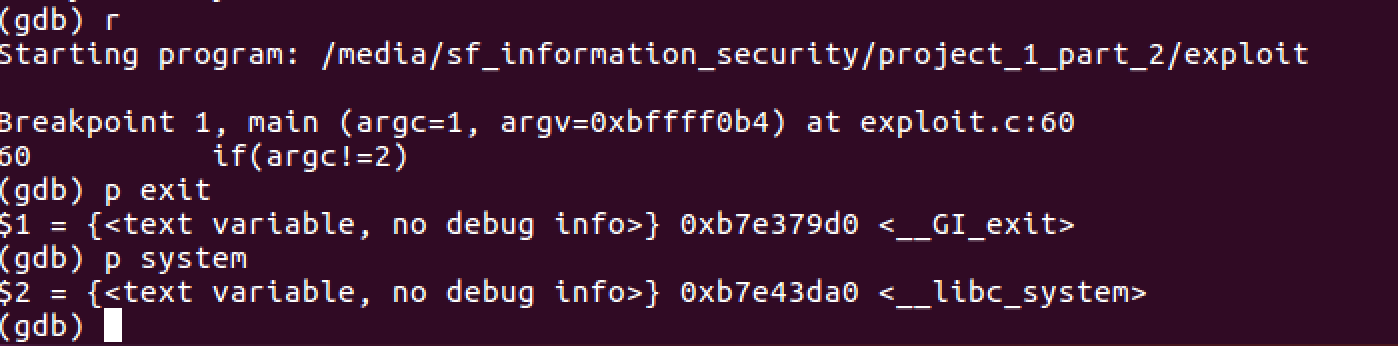 (gdb) r
Starting program: /media/sf_information_security/project_1_part_2/exploit
Breakpoint 1, main (argc=1, argv=0xbffff0b4) at exploit.c:60
60          if(argc!=2)
(gdb) p exit
$1 = {<text variable, no debug info>} 0xb7e379d0 <__GI_exit>
(gdb) p system
$2 = {<text variable, no debug info>} 0xb7e43da0 <__libc_system>
(gdb)